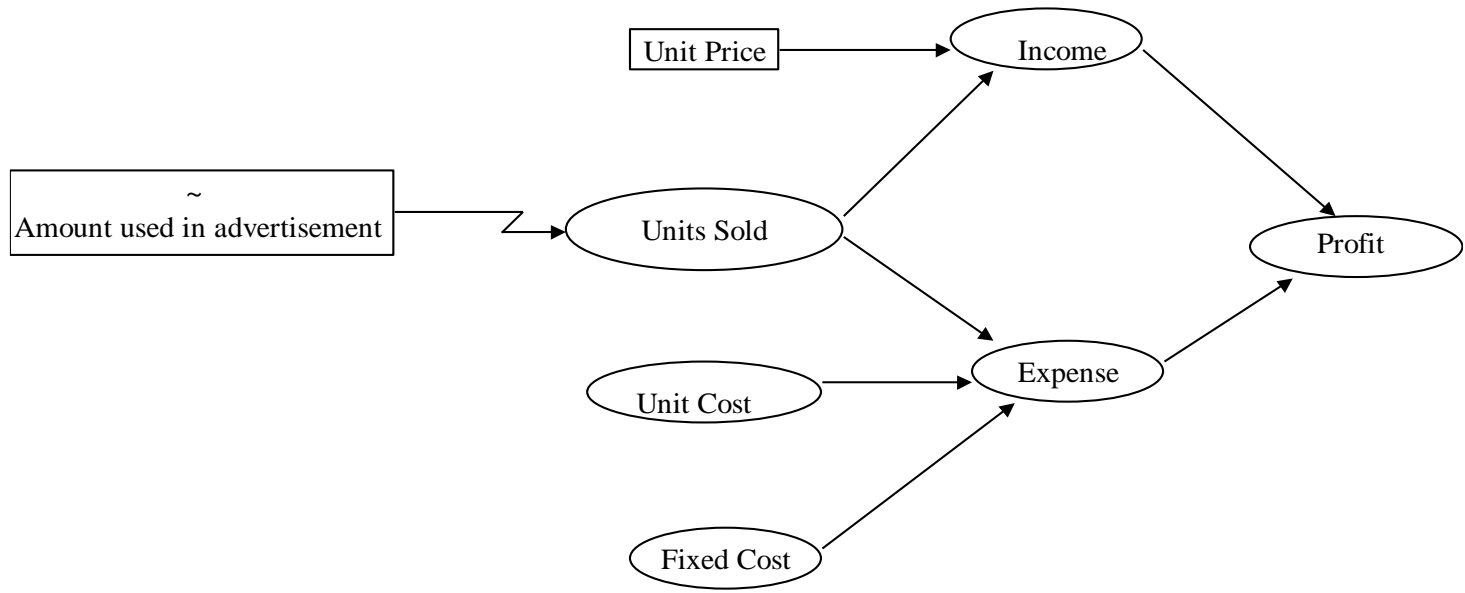 Unit Price
Income
~
Amount used in advertisement
Units Sold
Profit
Unit Cost
Expense
Fixed Cost